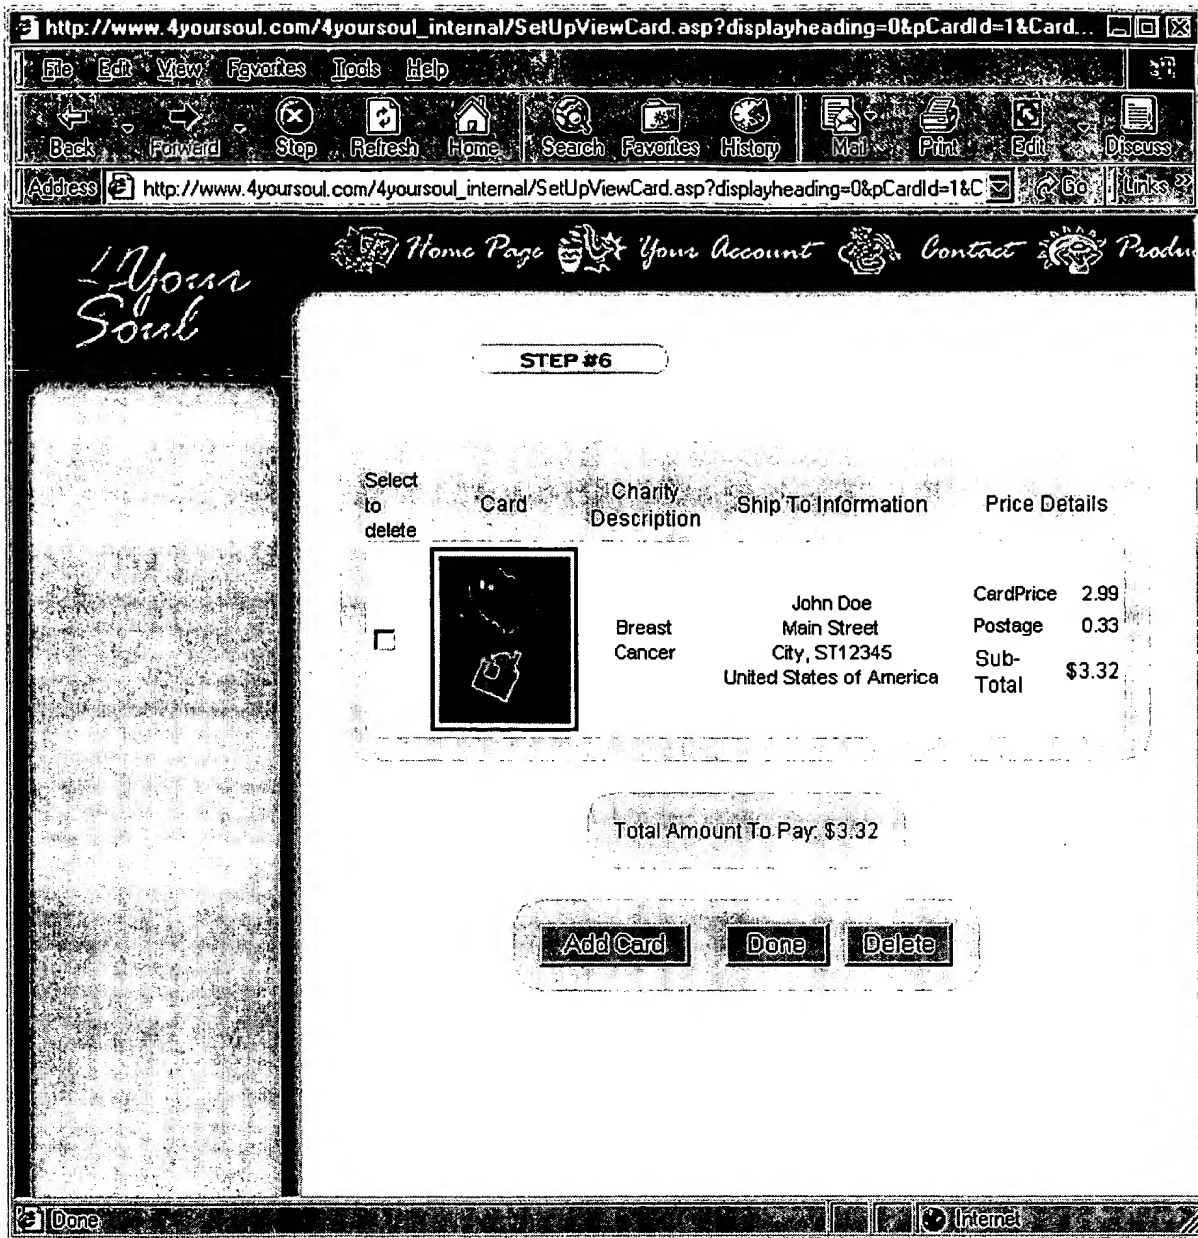 http://www.4yoursoul.com/4yoursoul_internal/SetUpViewCard.asp?displayheading=0&pCardId=1&Card...
File Edit View Favorites Tools Help
Back Forward Stop Refresh Home Search Favorites History Mail Print Edit Discuss
Address http://www.4yoursoul.com/4yoursoul_internal/SetUpViewCard.asp?displayheading=0&pCardId=1&C Go Links »
4Your
Soul
Home Page Your Account Contact Produ
STEP #6
Select
to
delete
Card
Charity
Description
Ship To Information
Price Details
Breast
Cancer
John Doe
Main Street
City, ST12345
United States of America
CardPrice 2.99
Postage 0.33
Sub-
Total $3.32
Total Amount To Pay: $3.32
Add Card Done Delete
Done Internet